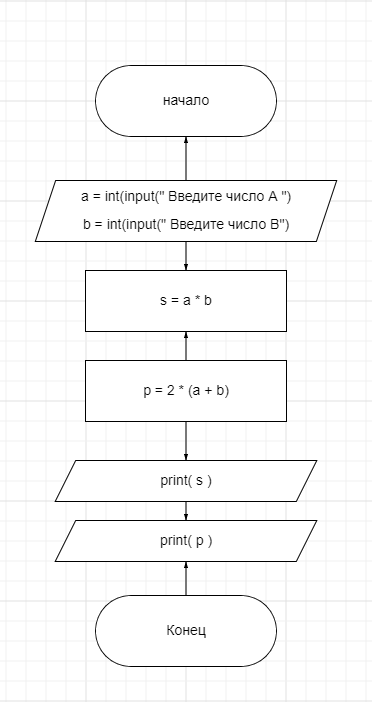 начало
a = int(input(" Введите число А ")
b = int(input(" Введите число B")
s = a * b
p = 2 * (a + b)
print( s )
print( p )
Конец